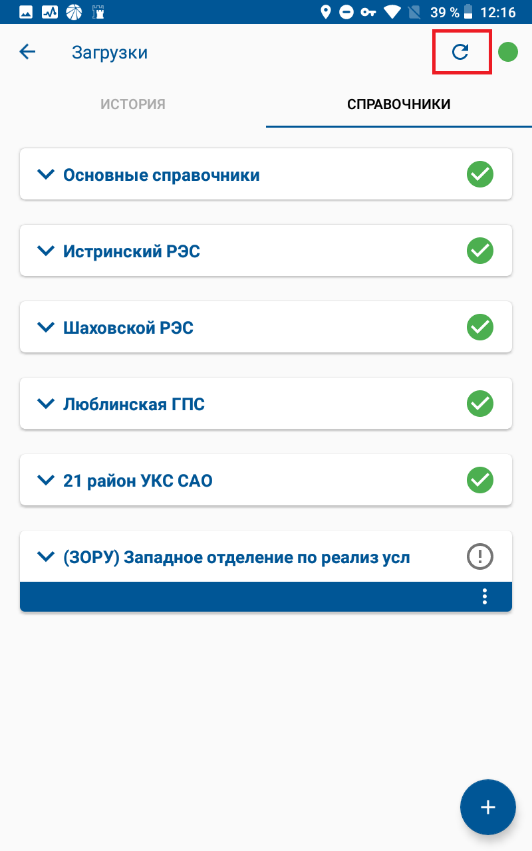 39 % 12:16
Загрузки
ИСТОРИЯ СПРАВОЧНИКИ
Основные справочники
Истринский РЭС
Шаховской РЭС
Люблинская ГПС
21 район УКС САО
(ЗОРУ) Западное отделение по реализ усл